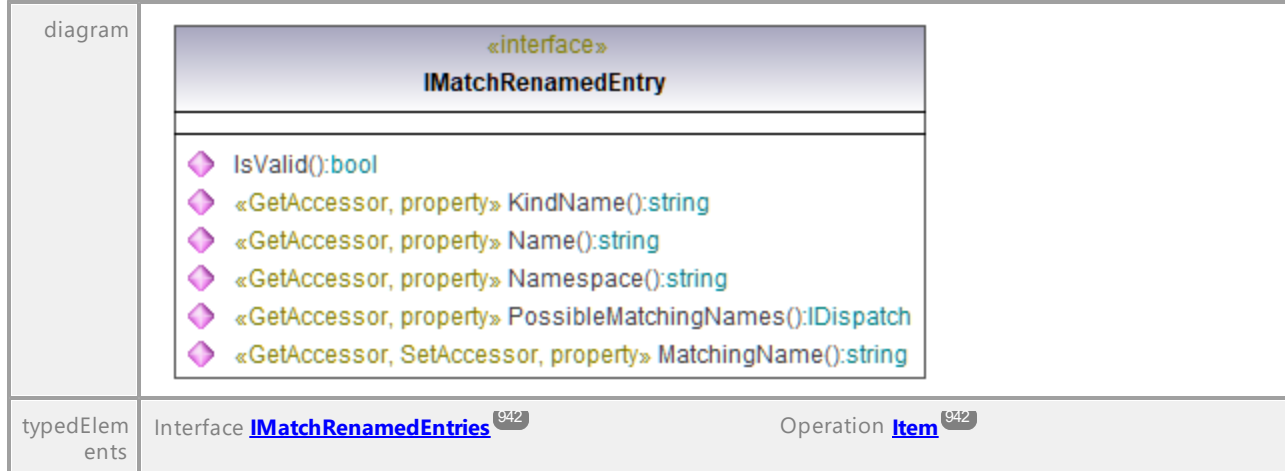 diagram
«interface»
IMatchRenamedEntry
IsValid():bool
«GetAccessor, property» KindName():string
«GetAccessor, property» Name():string
«GetAccessor, property» Namespace():string
«GetAccessor, property» PossibleMatchingNames():IDispatch
«GetAccessor, SetAccessor, property» MatchingName():string
typedElem
ents
Interface IMatchRenamedEntries 942 Operation Item 942